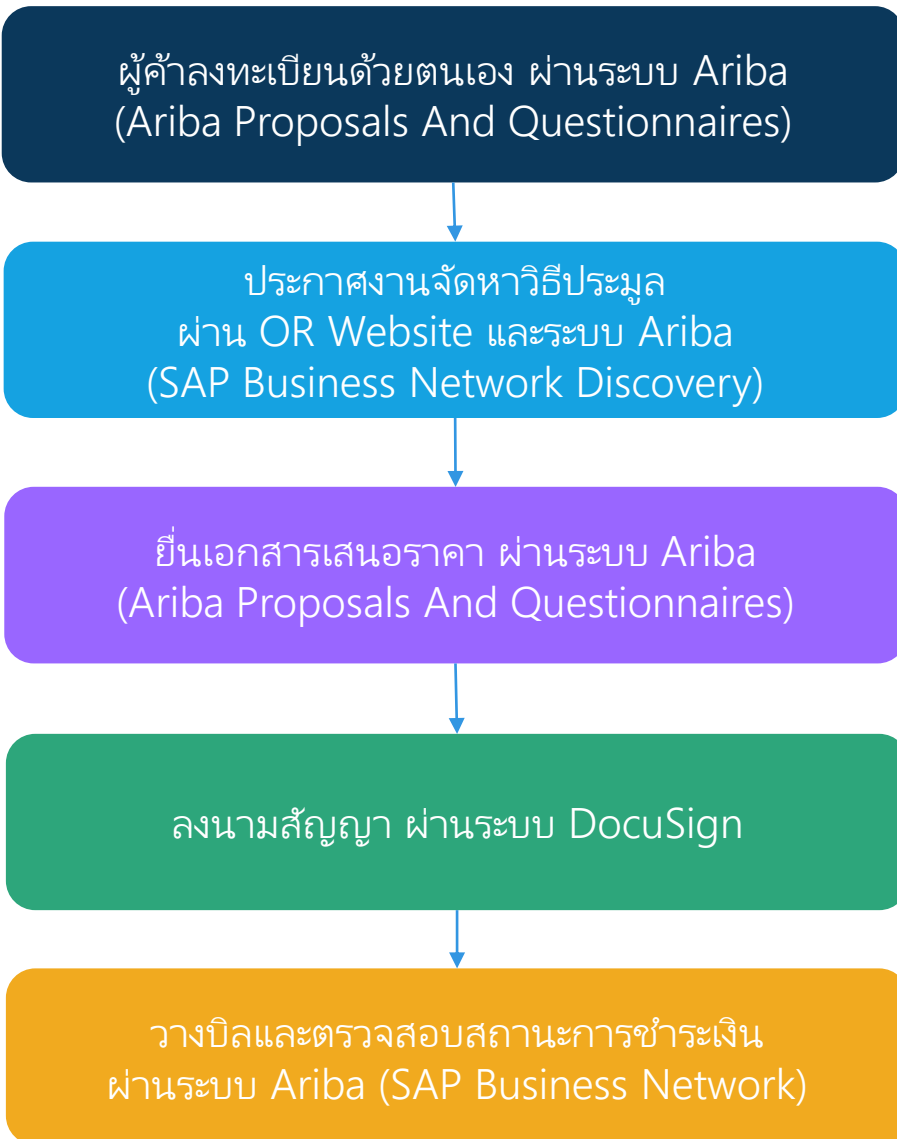 ผู้ค้าลงทะเบียนด้วยตนเอง ผ่านระบบ Ariba
(Ariba Proposals And Questionnaires)
ประกาศงานจัดหาวิธีประมูล
ผ่าน OR Website และระบบ Ariba
(SAP Business Network Discovery)
ยื่นเอกสารเสนอราคา ผ่านระบบ Ariba
(Ariba Proposals And Questionnaires)
ลงนามสัญญา ผ่านระบบ DocuSign
วางบิลและตรวจสอบสถานะการชำระเงิน
ผ่านระบบ Ariba (SAP Business Network)